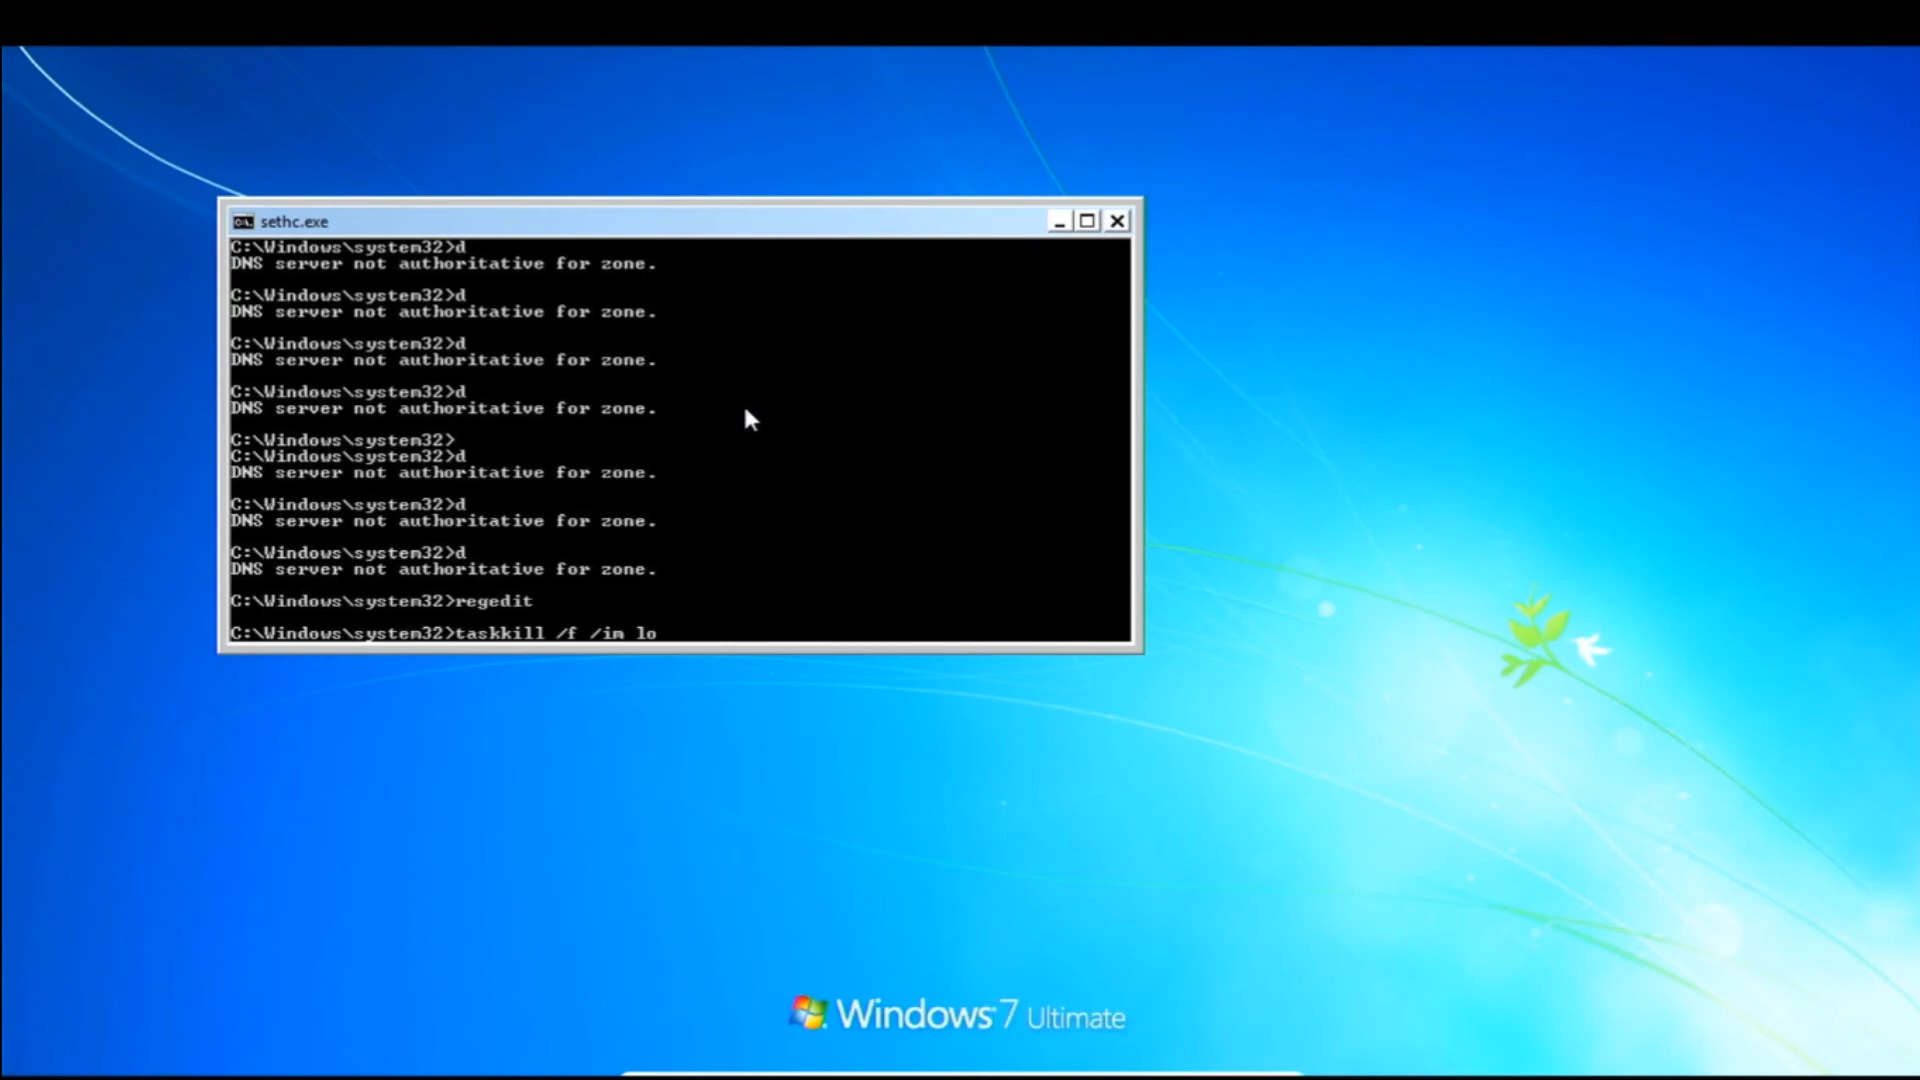 sethc.exe
C:\Windows\system32>d
DNS server not authoritative for zone.
C:\Windows\system32>d
DNS server not authoritative for zone.
C:\Windows\system32>d
DNS server not authoritative for zone.
C:\Windows\system32>d
DNS server not authoritative for zone.
C:\Windows\system32>
C:\Windows\system32>d
DNS server not authoritative for zone.
C:\Windows\system32>d
DNS server not authoritative for zone.
C:\Windows\system32>d
DNS server not authoritative for zone.
C:\Windows\system32>regedit
C:\Windows\system32>taskkill /f /im lo
Windows 7 Ultimate